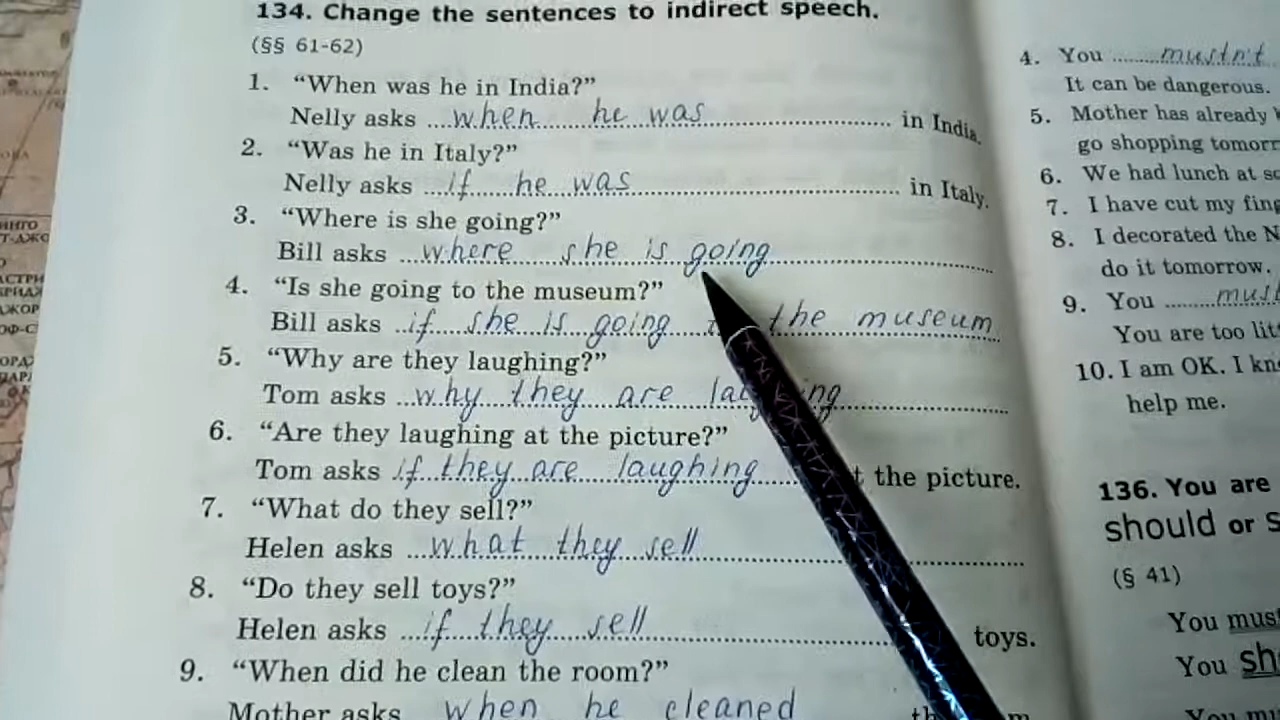 134. Change the sentences to indirect speech.
(§§ 61-62)
1. “When was he in India?”
Nelly asks ...when he was... in India.
2. “Was he in Italy?”
Nelly asks ...if he was... in Italy.
3. “Where is she going?”
Bill asks ...where she is going...
4. “Is she going to the museum?”
Bill asks ...if she is going the museum
5. “Why are they laughing?”
Tom asks ...why they are
6. “Are they laughing at the picture?”
Tom asks ...if they are laughing... the picture.
7. “What do they sell?”
Helen asks ...what they sell...
8. “Do they sell toys?”
Helen asks ...if they sell... toys.
9. “When did he clean the room?”
Mother asks when he cleaned
4. You ...mustn't
It can be dangerous.
5. Mother has already
go shopping
6. We had lunch at
7. I have cut my
8. I decorated the
do it tomorrow.
9. You
You are too
10. I am OK. I
help me.
136. You are
should or
(§ 41)
You must
You
You